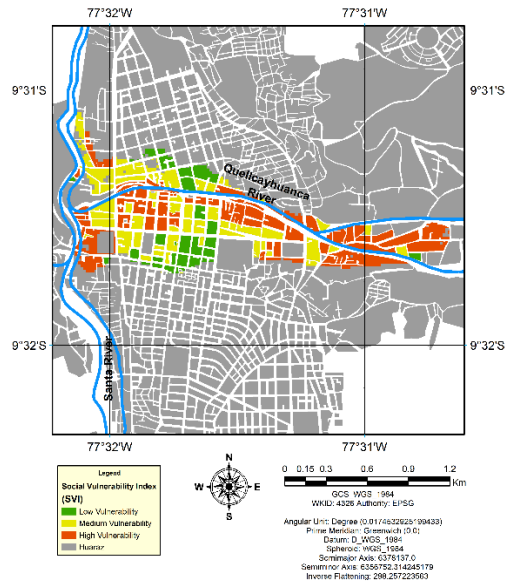 77°32'W 77°31'W
9°31'S 9°31'S
Quellcayhuanca
River
9°32'S 9°32'S
Santa River
77°32'W 77°31'W
Legend
Social Vulnerability Index
(SVI)
Low Vulnerability
Medium Vulnerability
High Vulnerability
Huaraz
N
W E
S
0 0.15 0.3 0.6 0.9 1.2
Km
GCS WGS 1984
WKID: 4326 Authority: EPSG
Angular Unit: Degree (0.0174532925199433)
Prime Meridian: Greenwich (0.0)
Datum: D_WGS_1984
Spheroid: WGS_1984
Semimajor Axis: 6378137.0
Semiminor Axis: 6356752.314245179
Inverse Flattening: 298.257223563